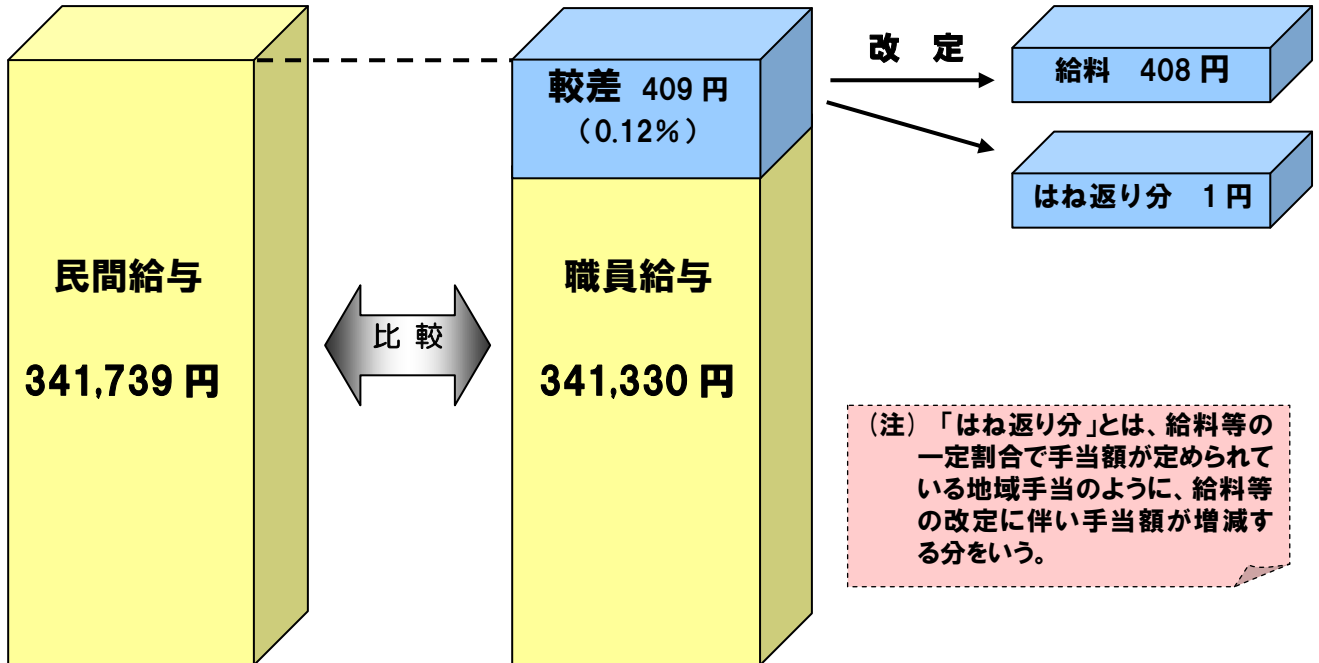 民間給与
341,739 円
比 較
較差 409 円
（0.12％）
職員給与
341,330 円
改 定
給料 408 円
はね返り分 1 円
（注）「はね返り分」とは、給料等の
一定割合で手当額が定められて
いる地域手当のように、給料等
の改定に伴い手当額が増減す
る分をいう。